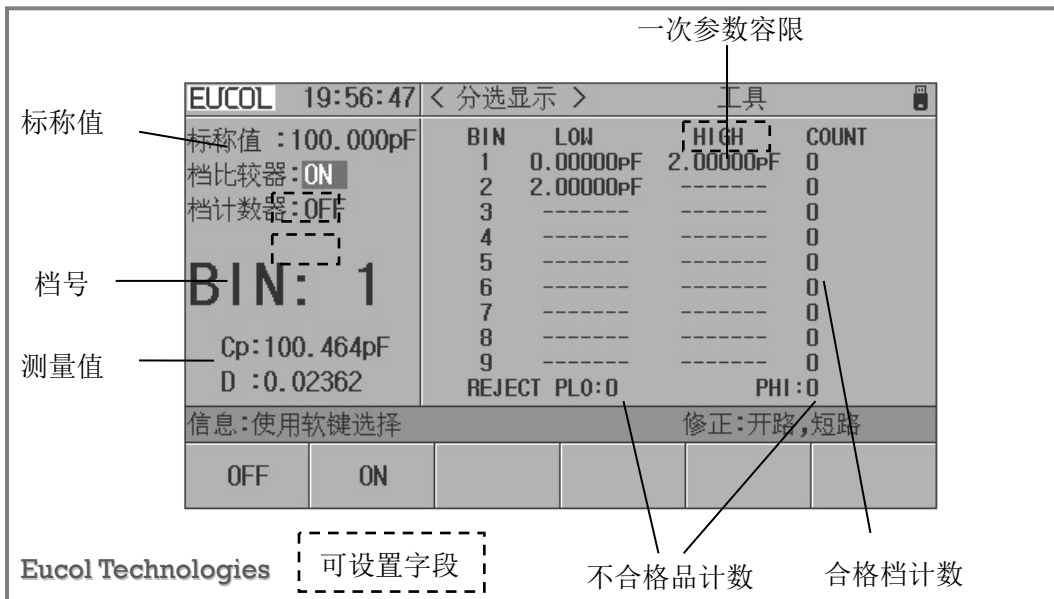 一次参数容限
EUCOL 19:56:47 < 分选显示 > 工具
标称值
标称值 :100.000pF
档比较器:ON
档计数器:OFF
BIN LOW HIGH COUNT
1 0.00000pF 2.00000pF 0
2 2.00000pF ------- 0
3 ------- ------- 0
4 ------- ------- 0
5 ------- ------- 0
6 ------- ------- 0
7 ------- ------- 0
8 ------- ------- 0
9 ------- ------- 0
档号
BIN: 1
测量值
Cp:100.464pF
D :0.02362
REJECT PLO:0 PHI:0
信息:使用软键选择 修正:开路,短路
OFF ON
Eucol Technologies
可设置字段
不合格品计数
合格档计数